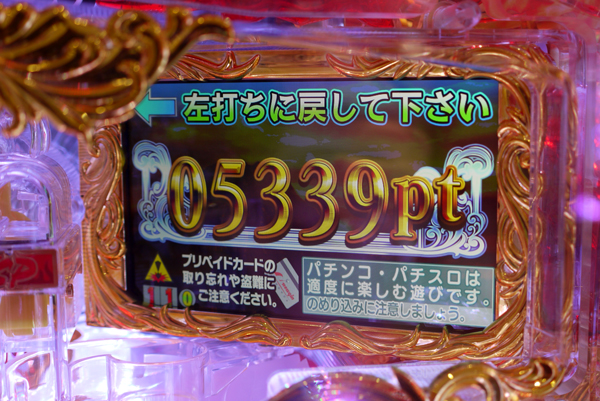 左打ちに戻して下さい
05339pt
プリペイドカードの
取り忘れや盗難に
ご注意ください。
パチンコ・パチスロは
適度に楽しむ遊びです。
のめり込みに注意しましょう。
110